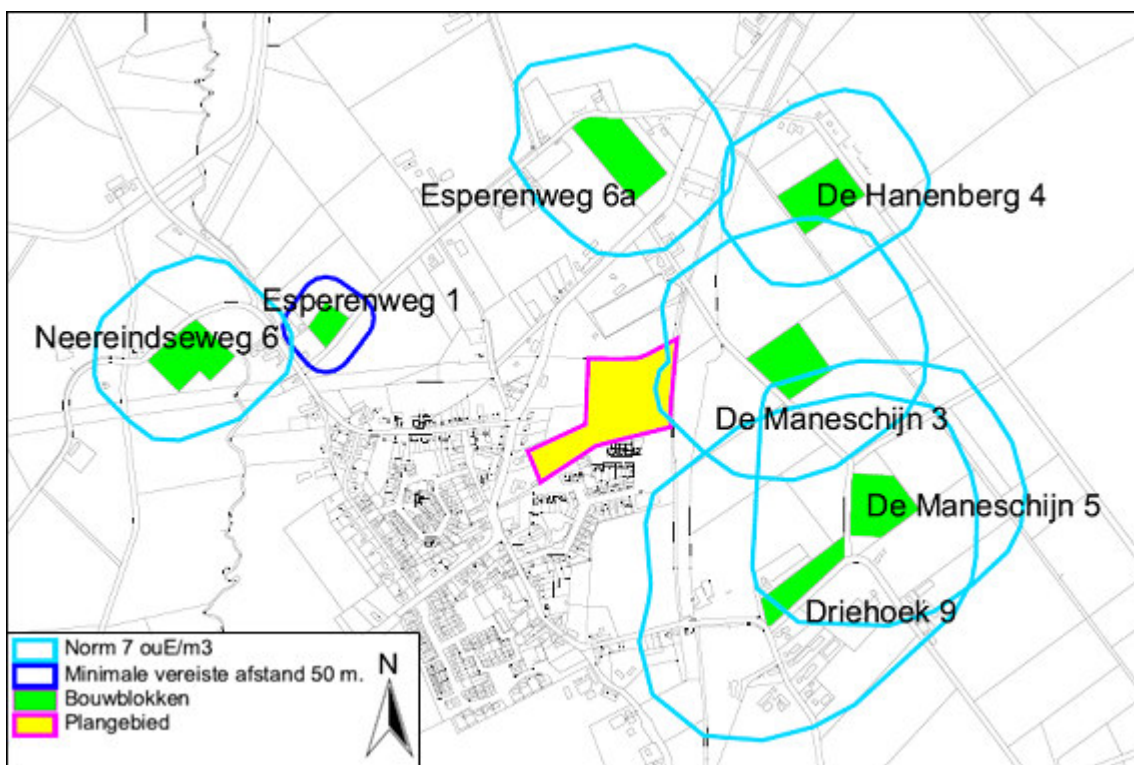 Esperenweg 6a
De Hanenberg 4
Esperenweg 1
Neereindseweg 6
De Maneschijn 3
De Maneschijn 5
Driehoek 9
Norm 7 ouE/m3
Minimale vereiste afstand 50 m.
Bouwblokken
Plangebied
N